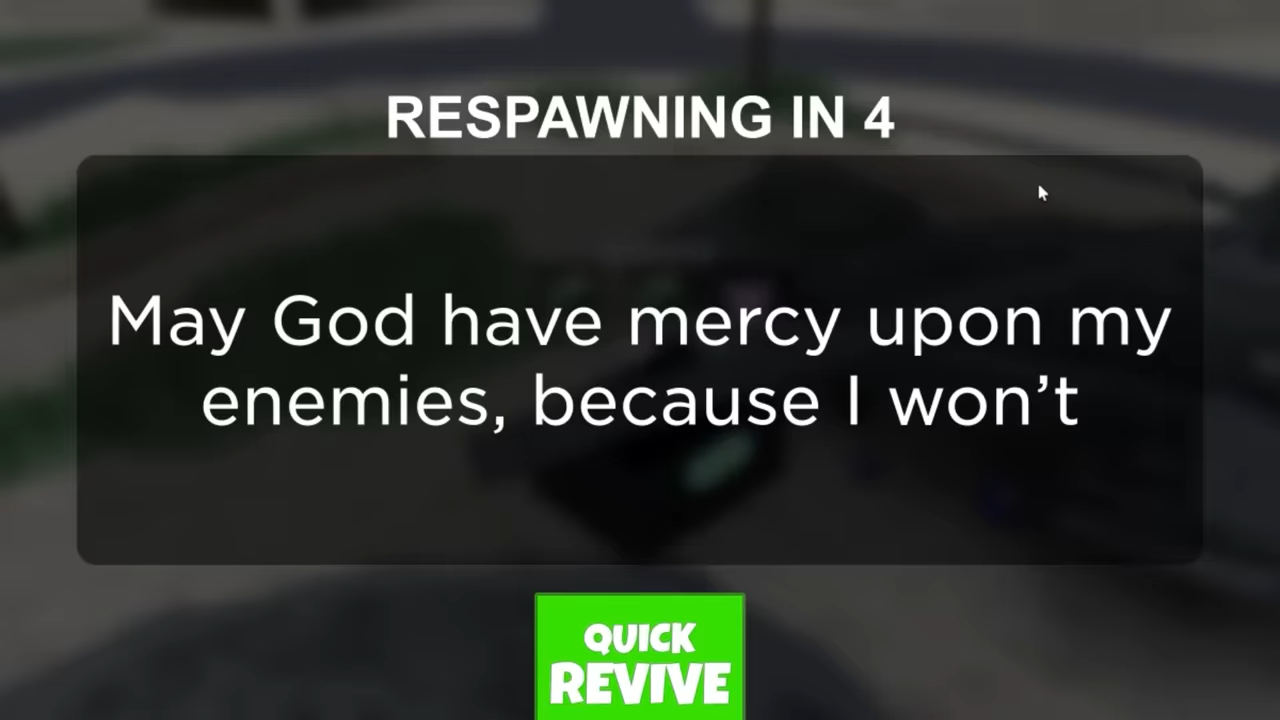 RESPAWNING IN 4
May God have mercy upon my
enemies, because I won’t
QUICK
REVIVE